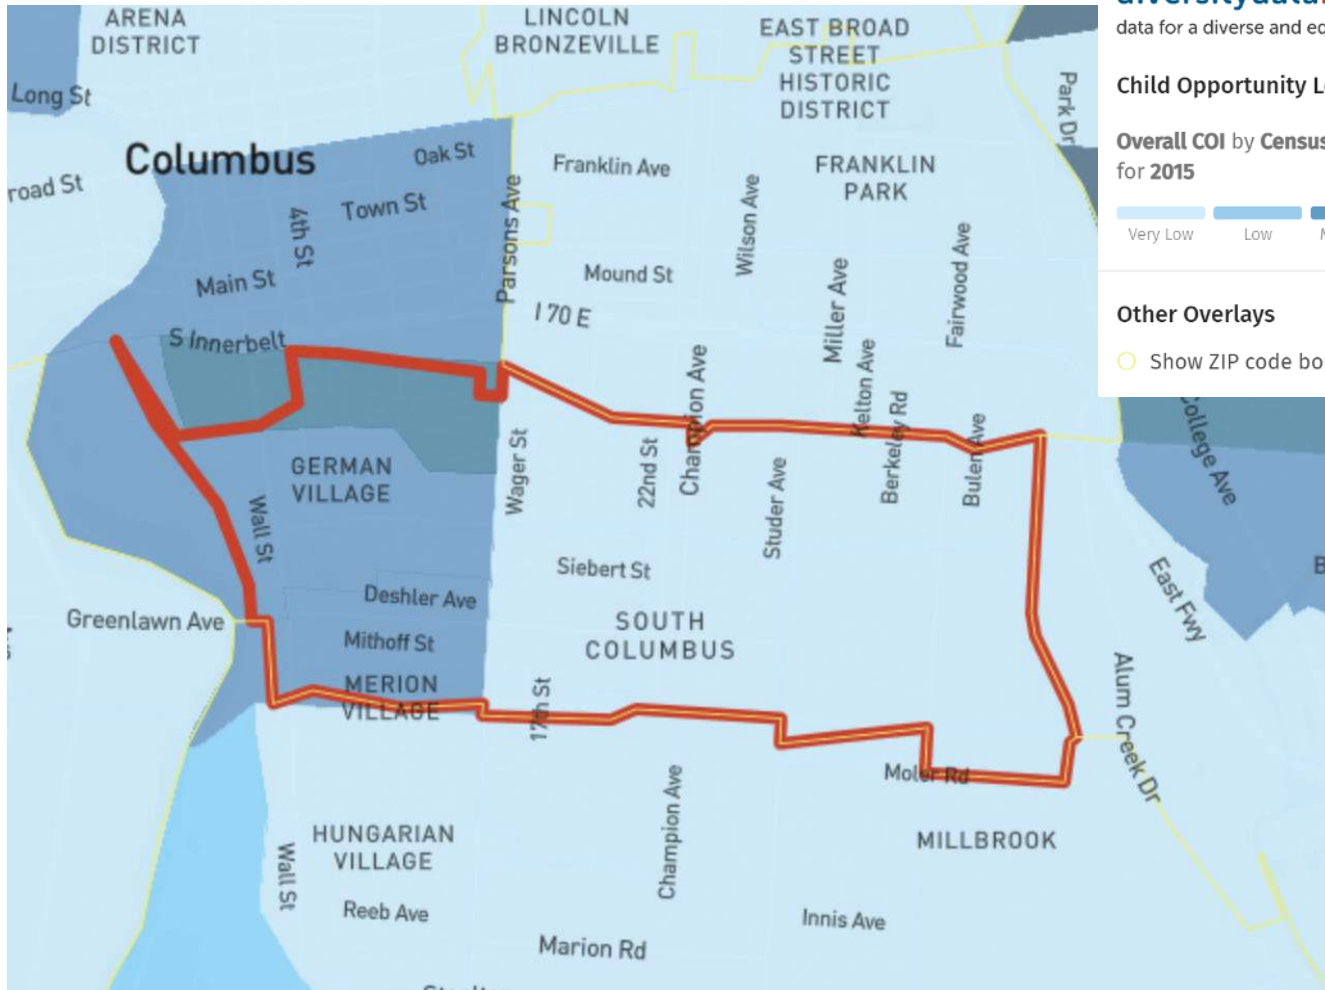 ARENA
DISTRICT
LINCOLN
BRONZEVILLE
EAST BROAD
STREET
HISTORIC
DISTRICT
data for a diverse and eq
Child Opportunity L
Overall COI by Census
for 2015
Very Low
Low
Other Overlays
Show ZIP code bo
Long St
Park Dr
Columbus
Oak St
Franklin Ave
FRANKLIN
PARK
road St
Town St
4th St
Parsons Ave
Wilson Ave
Main St
Mound St
Miller Ave
Fairwood Ave
S Innerbelt
I 70 E
Champion Ave
Kelton Ave
Berkeley Rd
Bulen Ave
College Ave
GERMAN
VILLAGE
Wager St
22nd St
Studer Ave
Wall St
Siebert St
East Fwy
B
Deshler Ave
Greenlawn Ave
SOUTH
COLUMBUS
Mithoff St
MERION
VILLAGE
17th St
Alum Creek Dr
Moler Rd
Champion Ave
HUNGARIAN
VILLAGE
MILLBROOK
Wall St
Reeb Ave
Innis Ave
Marion Rd